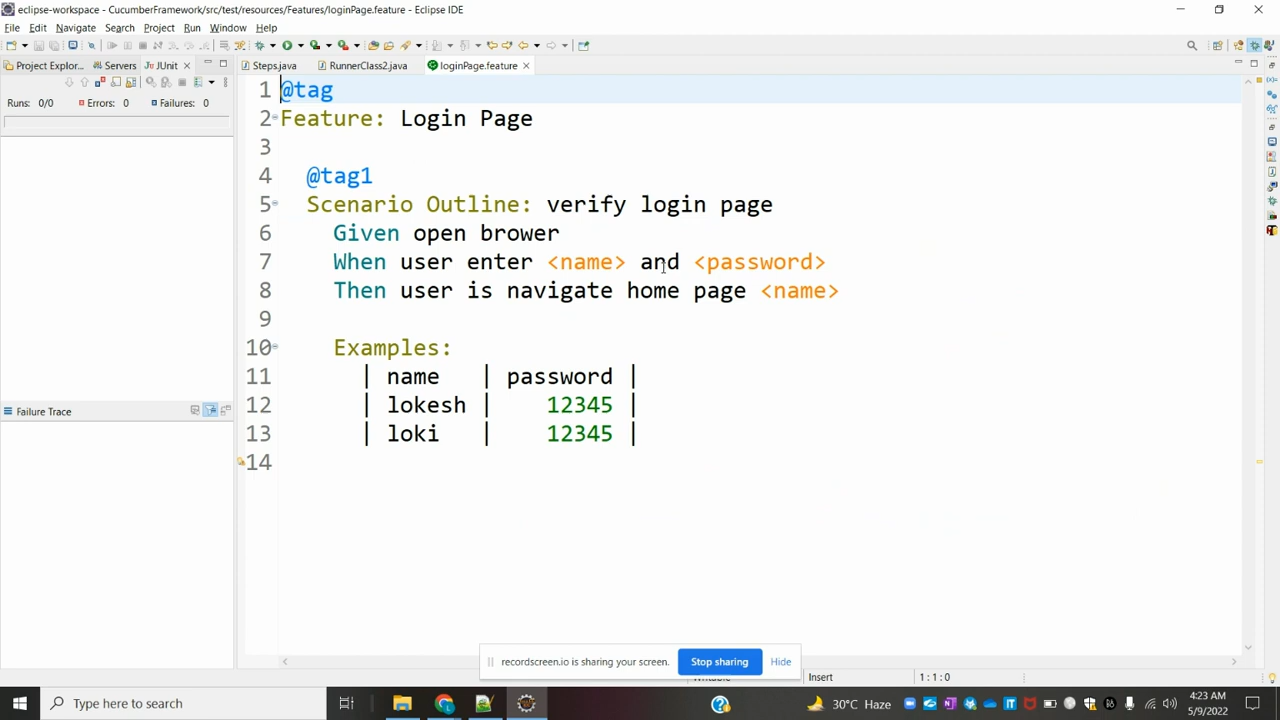 eclipse-workspace - CucumberFramework/src/test/resources/Features/loginPage.feature - Eclipse IDE
File Edit Navigate Search Project Run Window Help
Project Explor... Servers JUnit
Steps.java RunnerClass2.java loginPage.feature
Runs: 0/0 Errors: 0 Failures: 0
1 @tag
2 Feature: Login Page
3
4 @tag1
5 Scenario Outline: verify login page
6 Given open brower
7 When user enter <name> and <password>
8 Then user is navigate home page <name>
9
10 Examples:
11 | name | password |
12 | lokesh | 12345 |
13 | loki | 12345 |
14
Failure Trace
recordscreen.io is sharing your screen. Stop sharing Hide
Insert 1 : 1 : 0
Type here to search
30°C Haze
4:23 AM
5/9/2022